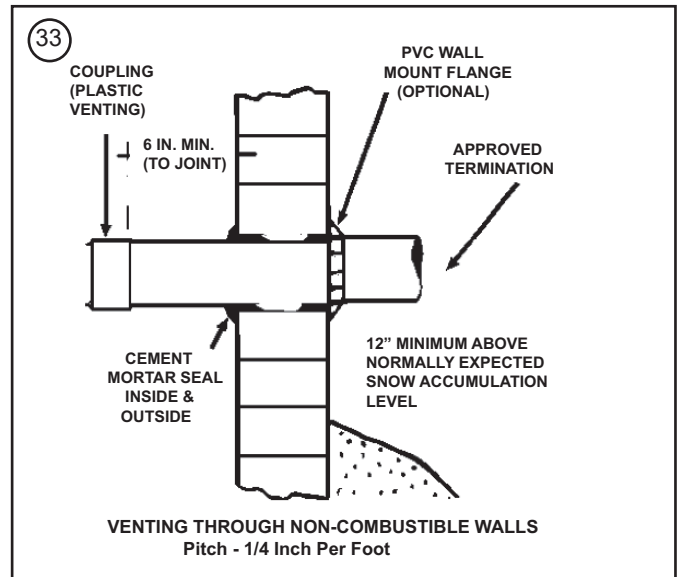 33
COUPLING
(PLASTIC
VENTING)
6 IN. MIN.
(TO JOINT)
PVC WALL
MOUNT FLANGE
(OPTIONAL)
APPROVED
TERMINATION
CEMENT
MORTAR SEAL
INSIDE &
OUTSIDE
12” MINIMUM ABOVE
NORMALLY EXPECTED
SNOW ACCUMULATION
LEVEL
VENTING THROUGH NON-COMBUSTIBLE WALLS
Pitch - 1/4 Inch Per Foot